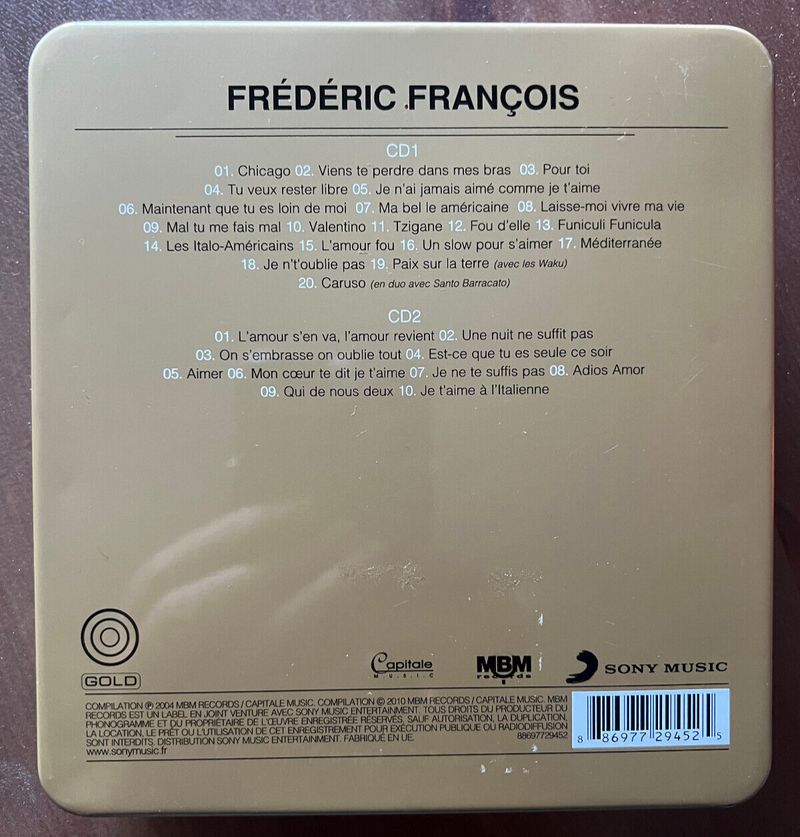 FRÉDÉRIC FRANÇOIS
CD1
01. Chicago 02. Viens te perdre dans mes bras 03. Pour toi
04. Tu veux rester libre 05. Je n'ai jamais aimé comme je t'aime
06. Maintenant que tu es loin de moi 07. Ma bel le américaine 08. Laisse-moi vivre ma vie
09. Mal tu me fais mal 10. Valentino 11. Tzigane 12. Fou d'elle 13. Funiculi Funicula
14. Les Italo-Américains 15. L'amour fou 16. Un slow pour s'aimer 17. Méditerranée
18. Je n't'oublie pas 19. Paix sur la terre (avec les Waku)
20. Caruso (en duo avec Santo Barracato)
CD2
01. L'amour s'en va, l'amour revient 02. Une nuit ne suffit pas
03. On s'embrasse on oublie tout 04. Est-ce que tu es seule ce soir
05. Aimer 06. Mon cœur te dit je t'aime 07. Je ne te suffis pas 08. Adios Amor
09. Qui de nous deux 10. Je t'aime à l'Italienne
GOLD
Capitale
MUSIC
MBM
records
SONY MUSIC
COMPILATION ℗ 2004 MBM RECORDS / CAPITALE MUSIC. COMPILATION © 2010 MBM RECORDS / CAPITALE MUSIC. MBM
RECORDS EST UN LABEL EN JOINT VENTURE AVEC SONY MUSIC ENTERTAINMENT. TOUS DROITS DU PRODUCTEUR DU
PHONOGRAMME ET DU PROPRIÉTAIRE DE L'ŒUVRE ENREGISTRÉE RÉSERVÉS, SAUF AUTORISATION, LA DUPLICATION,
LA LOCATION, LE PRÊT OU L'UTILISATION DE CET ENREGISTREMENT POUR EXÉCUTION PUBLIQUE OU RADIODIFFUSION
SONT INTERDITS. DISTRIBUTION SONY MUSIC ENTERTAINMENT. FABRIQUÉ EN UE. 88697729452
www.sonymusic.fr
8 86977 29452 5